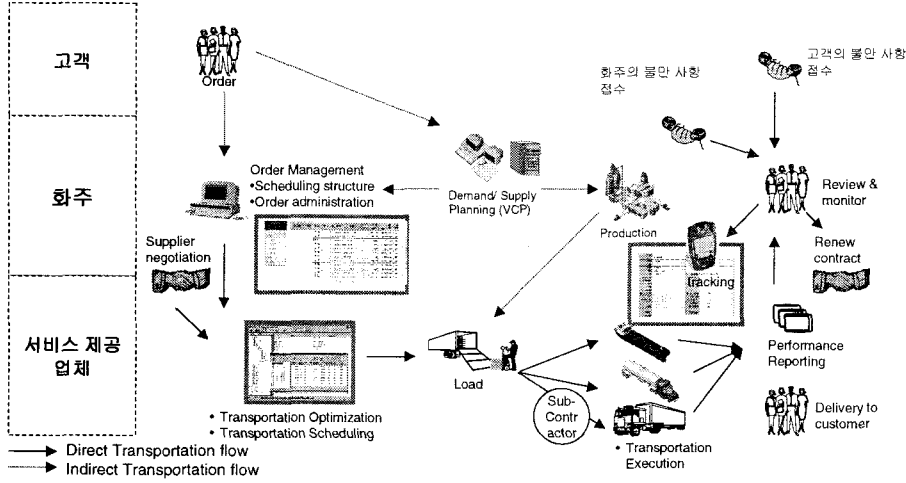 고객
화주
서비스 제공
업체
Order
Order Management
•Scheduling structure
•Order administration
Supplier
negotiation
Demand/ Supply
Planning (VCP)
Production
화주의 불만 사항
접수
고객의 불만 사항
접수
Review &
monitor
Renew
contract
tracking
Performance
Reporting
Delivery to
customer
Load
Sub-
Contr
actor
• Transportation
Execution
• Transportation Optimization
• Transportation Scheduling
Direct Transportation flow
Indirect Transportation flow